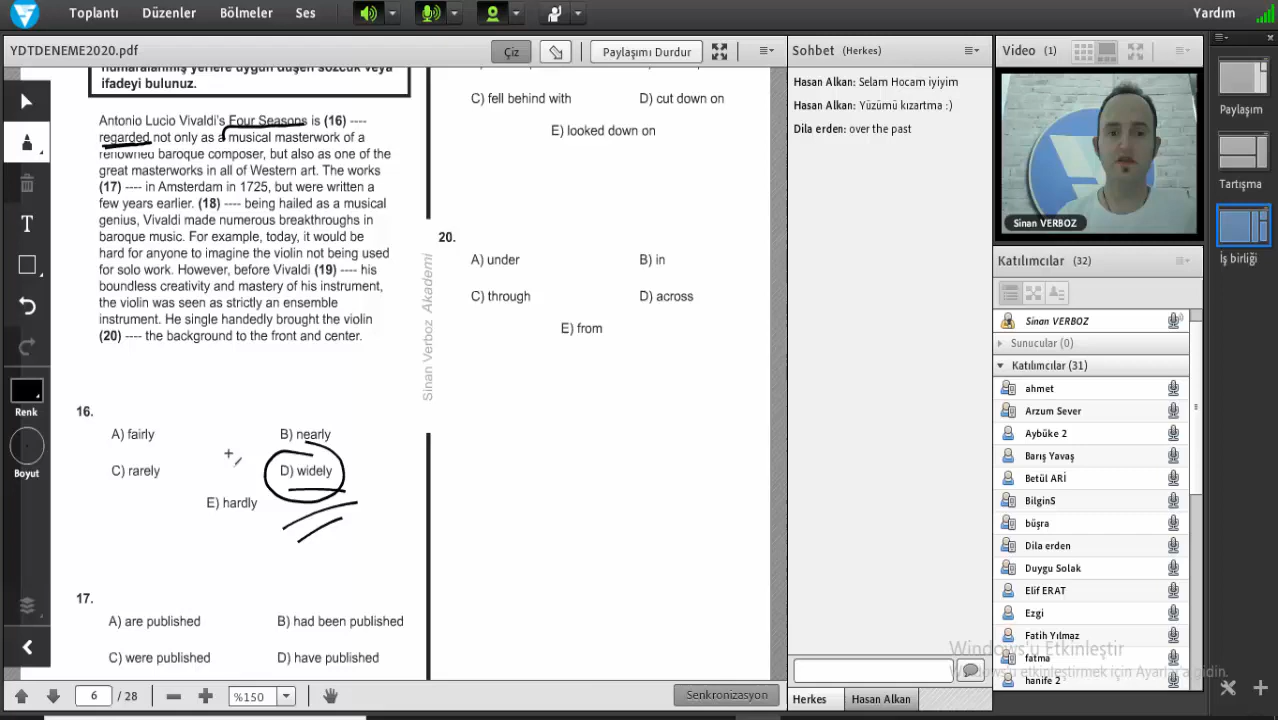 Toplantı Düzenler Bölmeler Ses Yardım
YDTDENEME2020.pdf Çiz Paylaşımı Durdur
ifadeyi bulunuz.
Antonio Lucio Vivaldi's Four Seasons is (16) ----
regarded not only as a musical masterwork of a
renowned baroque composer, but also as one of the
great masterworks in all of Western art. The works
(17) ---- in Amsterdam in 1725, but were written a
few years earlier. (18) ---- being hailed as a musical
genius, Vivaldi made numerous breakthroughs in
baroque music. For example, today, it would be
hard for anyone to imagine the violin not being used
for solo work. However, before Vivaldi (19) ---- his
boundless creativity and mastery of his instrument,
the violin was seen as strictly an ensemble
instrument. He single handedly brought the violin
(20) ---- the background to the front and center.
16.
A) fairly B) nearly
C) rarely D) widely
E) hardly
17.
A) are published B) had been published
C) were published D) have published
Sinan Verboz Akademi
C) fell behind with D) cut down on
E) looked down on
20.
A) under B) in
C) through D) across
E) from
Renk
Boyut
6 / 28 %150 Senkronizasyon
Sohbet (Herkes)
Hasan Alkan: Selam Hocam iyiyim
Hasan Alkan: Yüzümü kızartma :)
Dila erden: over the past
Herkes Hasan Alkan
Video (1)
Sinan VERBOZ
Katılımcılar (32)
Sinan VERBOZ
Sunucular (0)
Katılımcılar (31)
ahmet
Arzum Sever
Aybüke 2
Barış Yavaş
Betül ARİ
BilginS
büşra
Dila erden
Duygu Solak
Elif ERAT
Ezgi
Fatih Yılmaz
fatma
hanife 2
Windows'u Etkinleştir
Windows'u etkinleştirmek için Ayarlar'a gidin.
Paylaşım
Tartışma
İş birliği